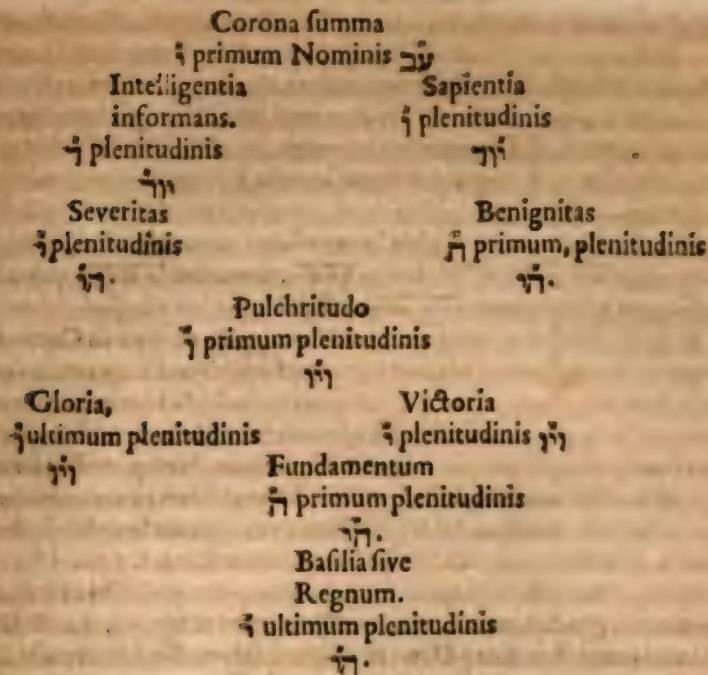 Corona ſumma
י primum Nominis עב
Intelligentia
informans.
ד plenitudinis
יוד
Sapientia
ו plenitudinis
יוד
Severitas
י plenitudinis
הי.
Benignitas
ה primum, plenitudinis
הי.
Pulchritudo
ו primum plenitudinis
ויו
Gloria,
ו ultimum plenitudinis
ויו
Victoria
י plenitudinis ויו
Fundamentum
ה primum plenitudinis
הי.
Baſilia ſive
Regnum.
י ultimum plenitudinis
הי.